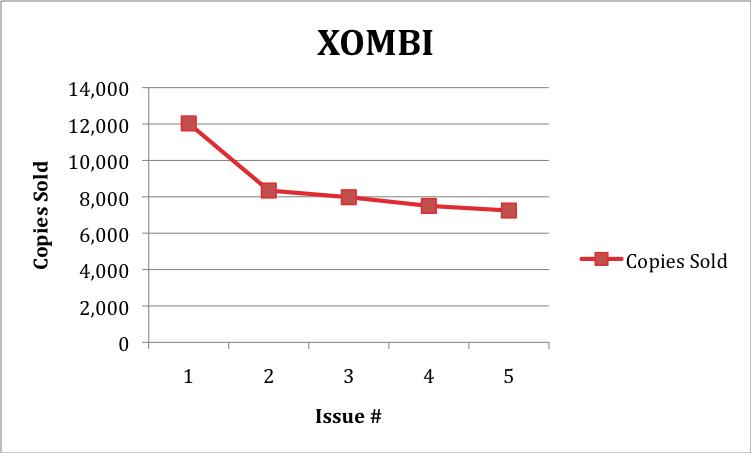 XOMBI
14,000
12,000
10,000
8,000
6,000
4,000
2,000
0
Copies Sold
1 2 3 4 5
Issue #
Copies Sold